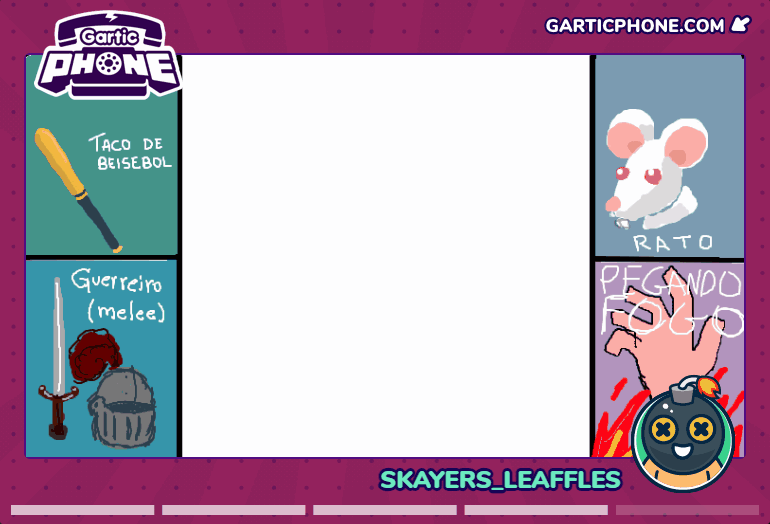 Gartic
PHONE
GARTICPHONE.COM
TACO DE
BEISEBOL
Guerreiro
(melee)
RATO
PEGANDO
FOGO
SKAYERS_LEAFFLES